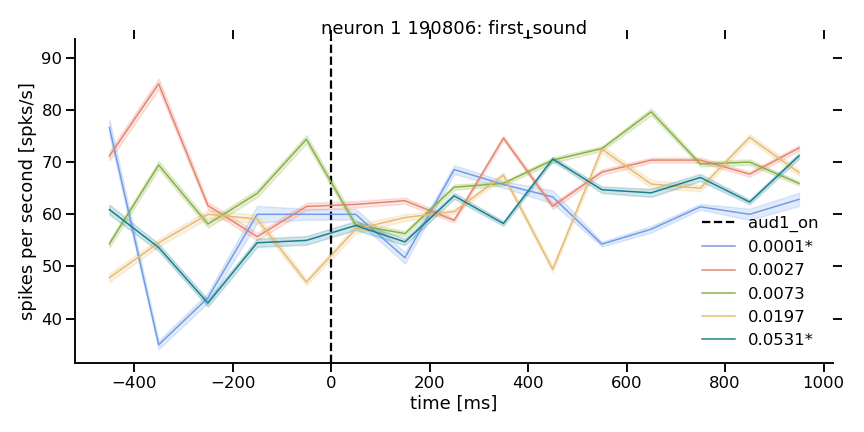 neuron 1 190806: first_sound
spikes per second [spks/s]
90
80
70
60
50
40
aud1_on
0.0001*
0.0027
0.0073
0.0197
0.0531*
−400 −200 0 200 400 600 800 1000
time [ms]